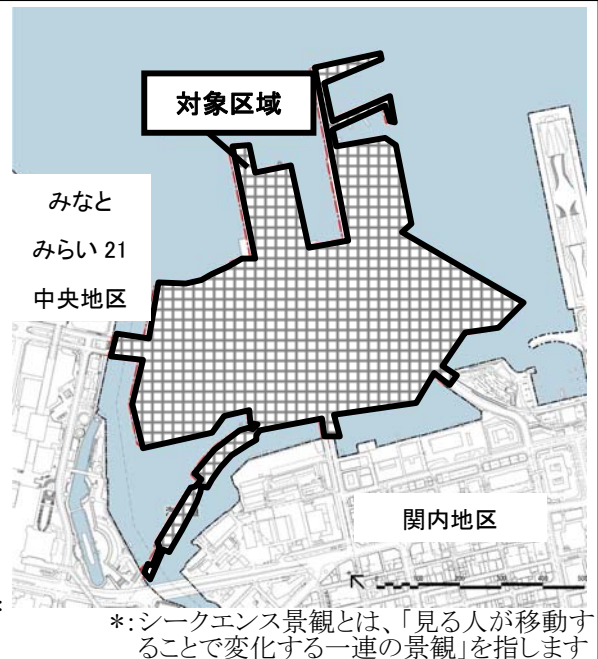 対象区域
みなと
みらい 21
中央地区
関内地区
*:シークエンス景観とは、「見る人が移動す
ることで変化する一連の景観」を指します